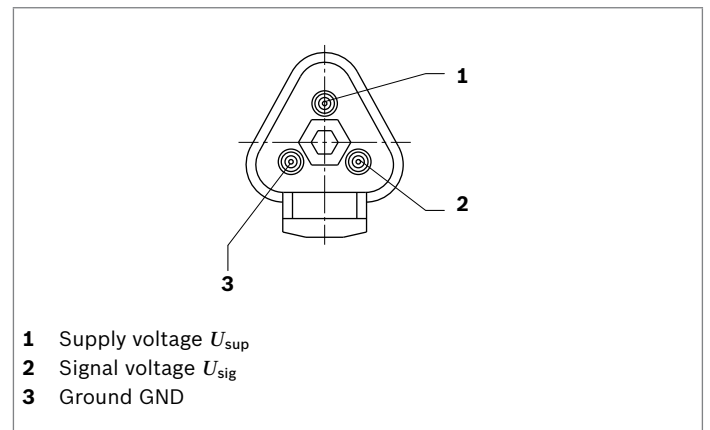 1
2
3
1 Supply voltage Usup
2 Signal voltage Usig
3 Ground GND